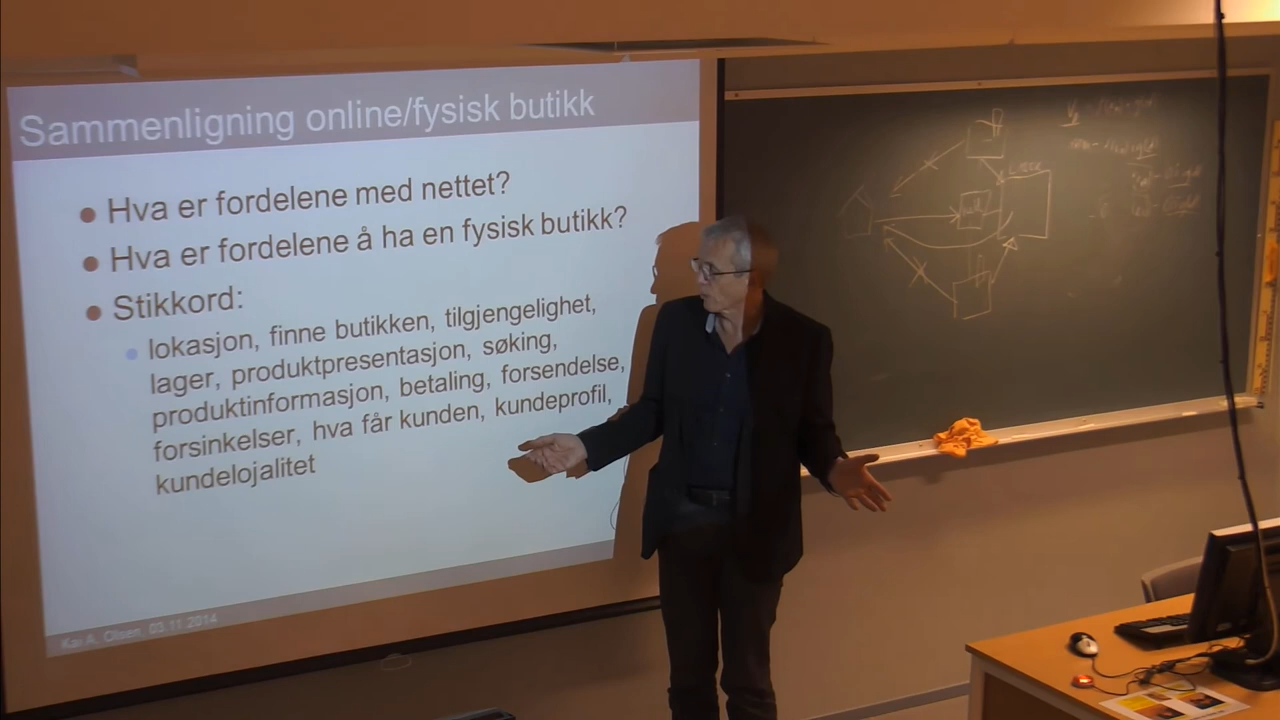 Sammenligning online/fysisk butikk
Hva er fordelene med nettet?
Hva er fordelene å ha en fysisk butikk?
Stikkord:
lokasjon, finne butikken, tilgjengelighet,
lager, produktpresentasjon, søking,
produktinformasjon, betaling, forsendelse,
forsinkelser, hva får kunden, kundeprofil,
kundelojalitet
Kai A. Olsen, 03.11.2014